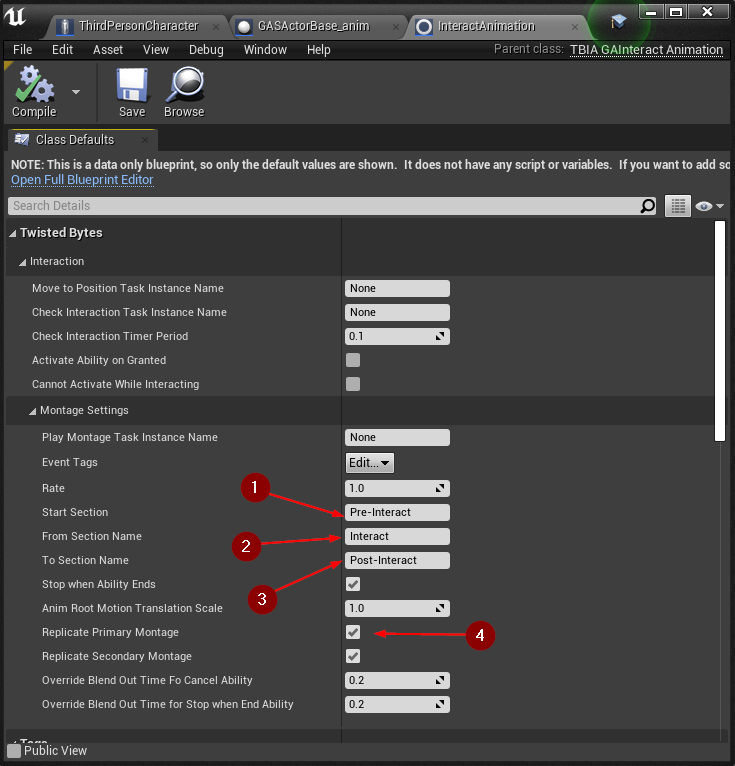 ThirdPersonCharacter GASActorBase_anim InteractAnimation
File Edit Asset View Debug Window Help Parent class: TBIA GAInteract Animation
Compile Save Browse
Class Defaults
NOTE: This is a data only blueprint, so only the default values are shown. It does not have any script or variables. If you want to add sc
Open Full Blueprint Editor
Search Details
Twisted Bytes
Interaction
Move to Position Task Instance Name None
Check Interaction Task Instance Name None
Check Interaction Timer Period 0.1
Activate Ability on Granted
Cannot Activate While Interacting
Montage Settings
Play Montage Task Instance Name None
Event Tags Edit...
Rate 1.0
1
Start Section Pre-Interact
From Section Name Interact
2
To Section Name Post-Interact
Stop when Ability Ends
3
Anim Root Motion Translation Scale 1.0
Replicate Primary Montage 4
Replicate Secondary Montage
Override Blend Out Time Fo Cancel Ability 0.2
Override Blend Out Time for Stop when End Ability 0.2
Tags
Public View